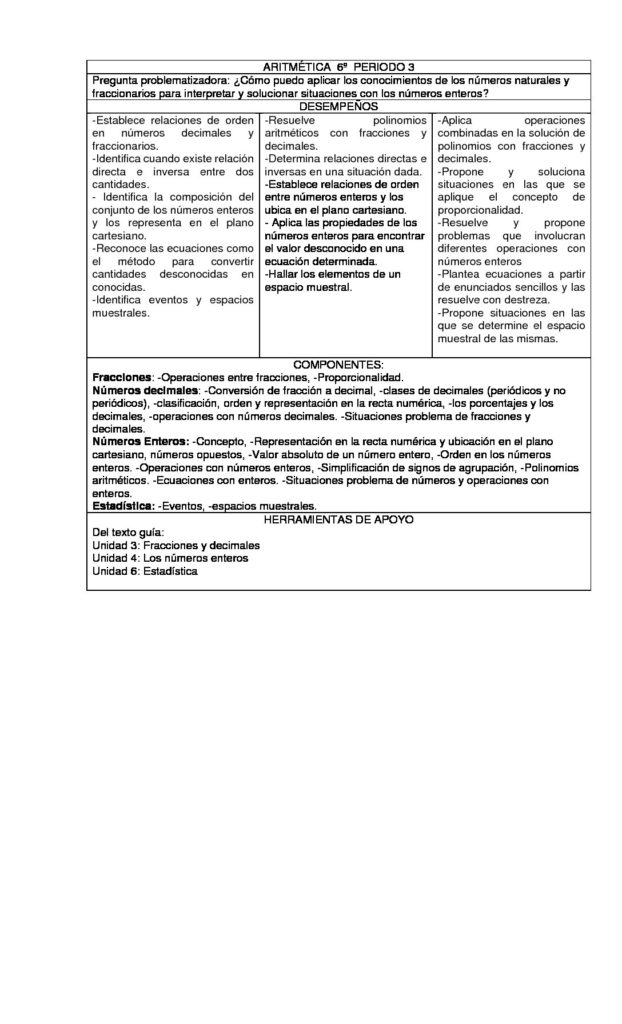 ARITMÉTICA 6º PERIODO 3
Pregunta problematizadora: ¿Cómo puedo aplicar los conocimientos de los números naturales y
fraccionarios para interpretar y solucionar situaciones con los números enteros?
DESEMPEÑOS
-Establece relaciones de orden
en números decimales y
fraccionarios.
-Identifica cuando existe relación
directa e inversa entre dos
cantidades.
- Identifica la composición del
conjunto de los números enteros
y los representa en el plano
cartesiano.
-Reconoce las ecuaciones como
el método para convertir
cantidades desconocidas en
conocidas.
-Identifica eventos y espacios
muestrales.
-Resuelve polinomios
aritméticos con fracciones y
decimales.
-Determina relaciones directas e
inversas en una situación dada.
-Establece relaciones de orden
entre números enteros y los
ubica en el plano cartesiano.
- Aplica las propiedades de los
números enteros para encontrar
el valor desconocido en una
ecuación determinada.
-Hallar los elementos de un
espacio muestral.
-Aplica operaciones
combinadas en la solución de
polinomios con fracciones y
decimales.
-Propone y soluciona
situaciones en las que se
aplique el concepto de
proporcionalidad.
-Resuelve y propone
problemas que involucran
diferentes operaciones con
números enteros
-Plantea ecuaciones a partir
de enunciados sencillos y las
resuelve con destreza.
-Propone situaciones en las
que se determine el espacio
muestral de las mismas.
COMPONENTES:
Fracciones: -Operaciones entre fracciones, -Proporcionalidad.
Números decimales: -Conversión de fracción a decimal, -clases de decimales (periódicos y no
periódicos), -clasificación, orden y representación en la recta numérica, -los porcentajes y los
decimales, -operaciones con números decimales. -Situaciones problema de fracciones y
decimales.
Números Enteros: -Concepto, -Representación en la recta numérica y ubicación en el plano
cartesiano, números opuestos, -Valor absoluto de un número entero, -Orden en los números
enteros. -Operaciones con números enteros, -Simplificación de signos de agrupación, -Polinomios
aritméticos. -Ecuaciones con enteros. -Situaciones problema de números y operaciones con
enteros.
Estadística: -Eventos, -espacios muestrales.
HERRAMIENTAS DE APOYO
Del texto guía:
Unidad 3: Fracciones y decimales
Unidad 4: Los números enteros
Unidad 6: Estadística